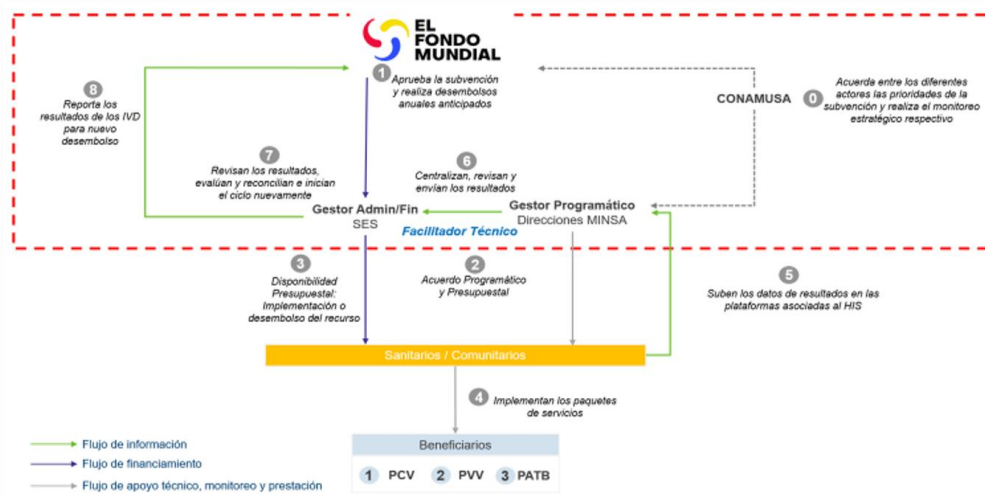 EL
FONDO
MUNDIAL
1
Aprueba la subvención
y realiza desembolsos
anuales anticipados
8
Reporta los
resultados de los IVD
para nuevo
desembolso
CONAMUSA
0
Acuerda entre los diferentes
actores las prioridades de la
subvención y realiza el monitoreo
estratégico respectivo
7
Revisan los resultados,
evalúan y reconcilian e inician
el ciclo nuevamente
6
Centralizan, revisan y
envían los resultados
Gestor Admin/Fin
SES
Gestor Programático
Direcciones MINSA
Facilitador Técnico
3
Disponibilidad
Presupuestal:
Implementación o
desembolso del recurso
2
Acuerdo Programático
y Presupuestal
5
Suben los datos de resultados en las
plataformas asociadas al HIS
Sanitarios / Comunitarios
4
Implementan los paquetes
de servicios
Beneficiarios
1 PCV 2 PVV 3 PATB
Flujo de información
Flujo de financiamiento
Flujo de apoyo técnico, monitoreo y prestación